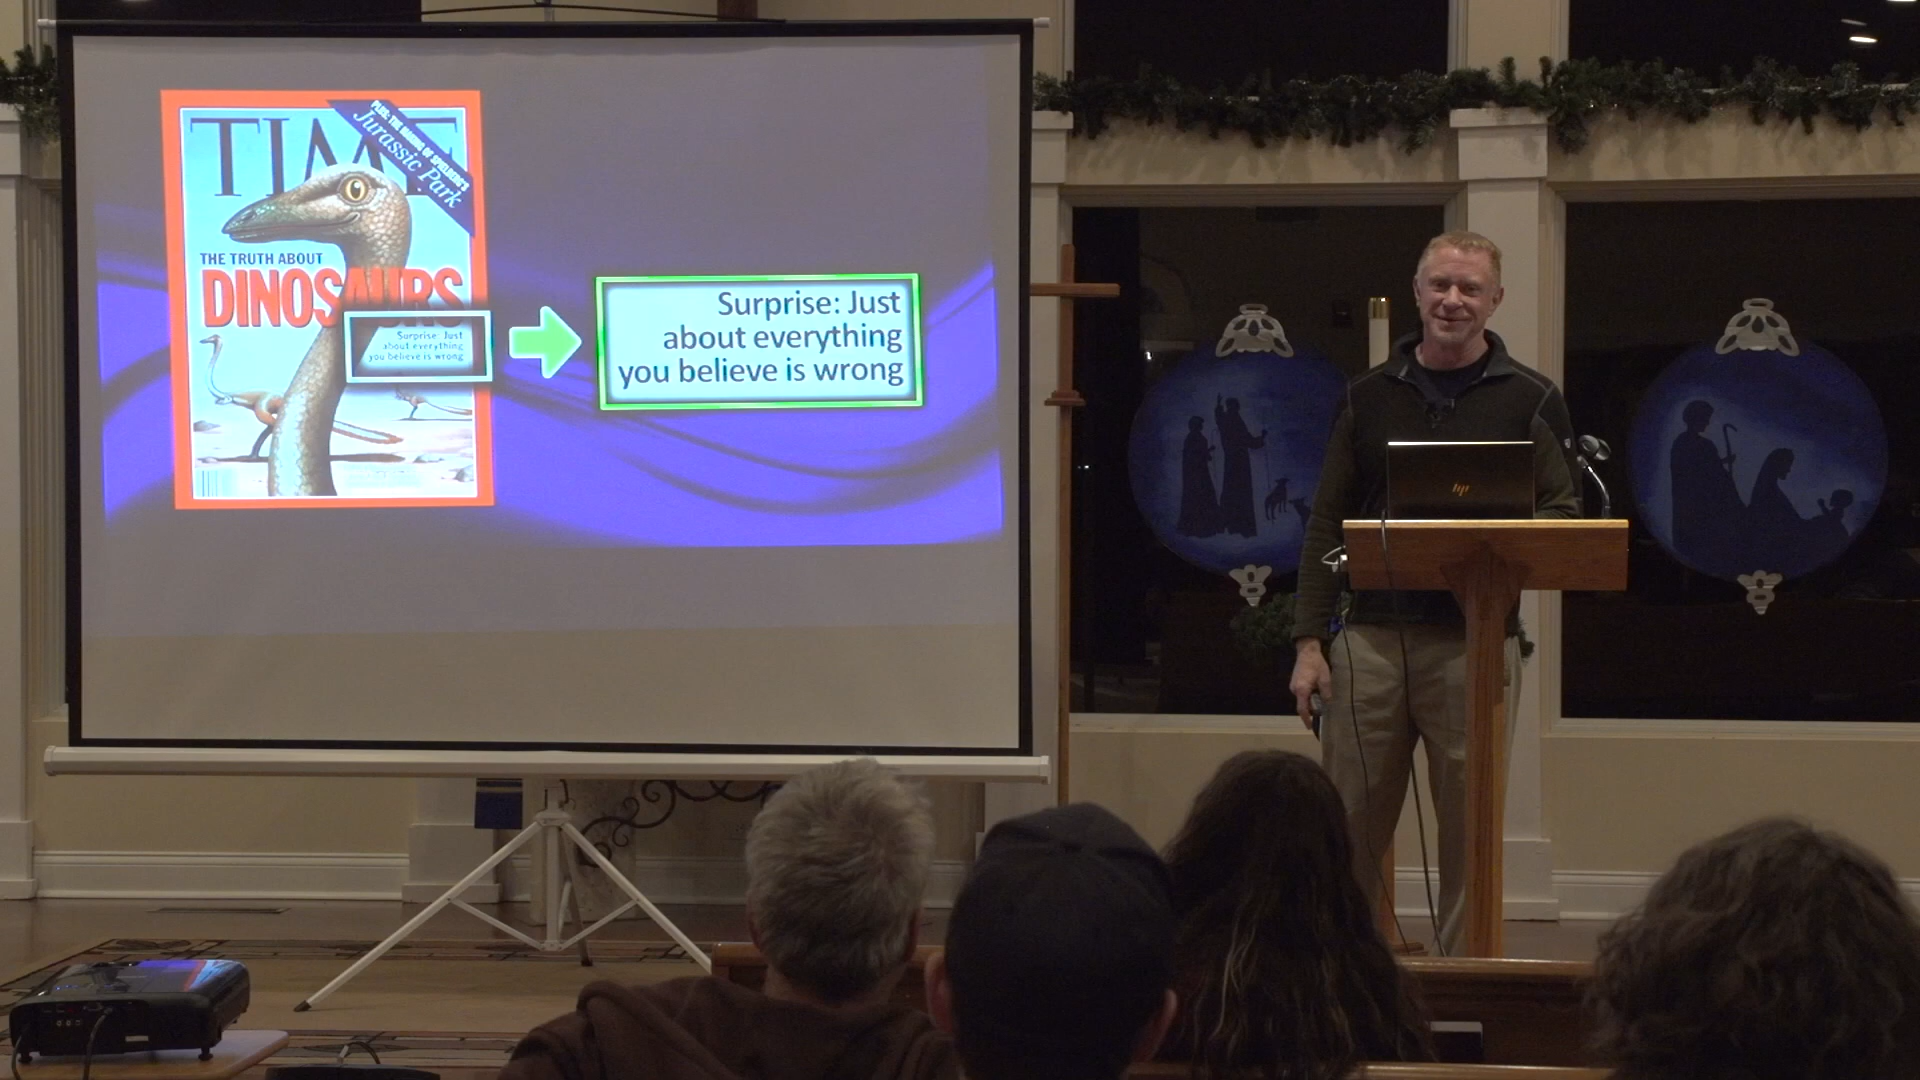 TIME
PLUS: THE MAKING OF SPIELBERG'S
Jurassic Park
THE TRUTH ABOUT
DINOSAURS
Surprise: Just
about everything
you believe is wrong
Surprise: Just
about everything
you believe is wrong
hp